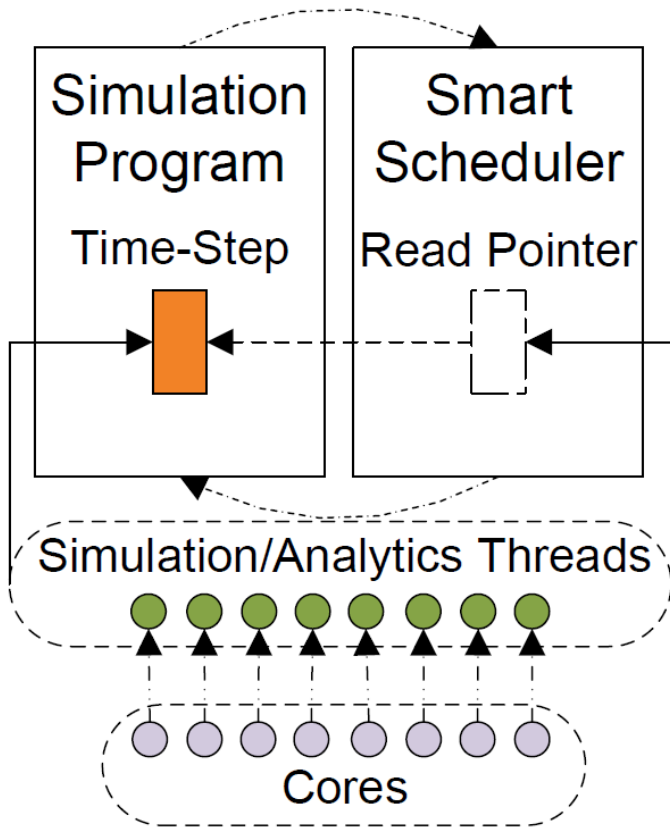 Simulation
Program
Smart
Scheduler
Time-Step
Read Pointer
Simulation/Analytics Threads
Cores